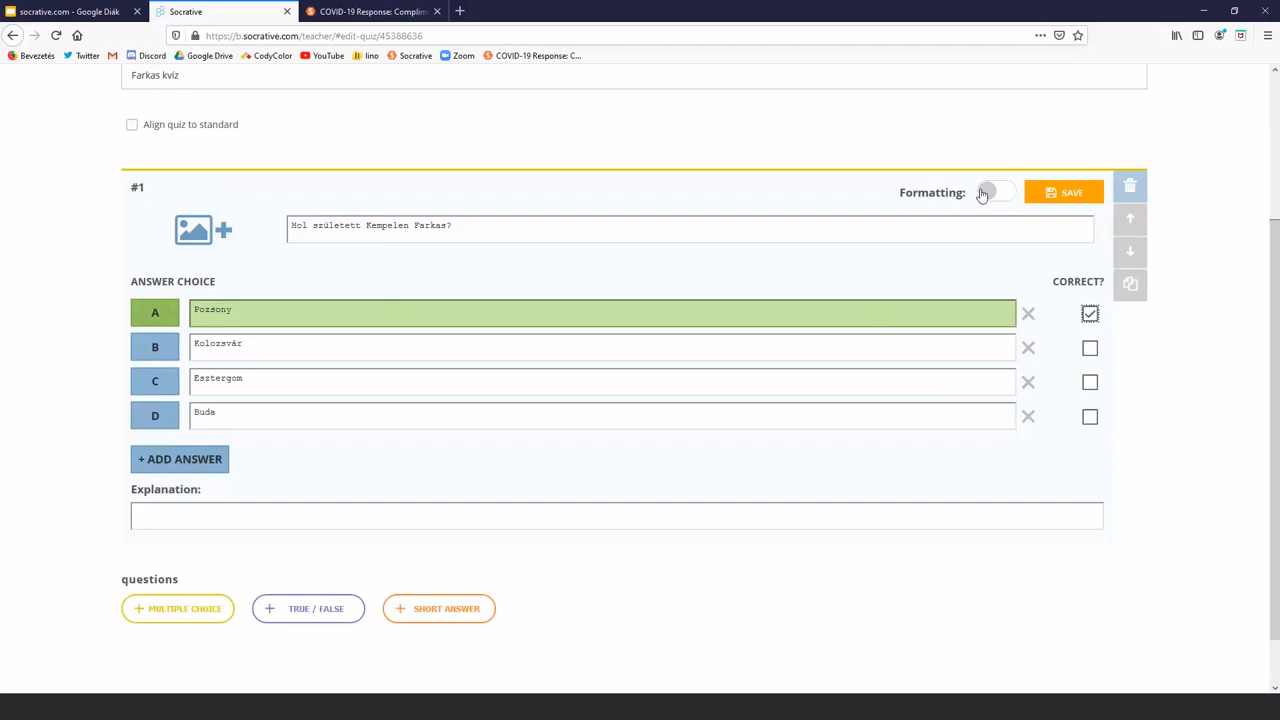 socrative.com - Google Diák
Socrative
COVID-19 Response: Complim
https://b.socrative.com/teacher/#edit-quiz/45388636
Bevezetés
Twitter
Discord
Google Drive
CodyColor
YouTube
lino
Socrative
Zoom
COVID-19 Response: C...
Farkas kvíz
Align quiz to standard
#1
Formatting:
SAVE
Hol született Kempelen Farkas?
ANSWER CHOICE
CORRECT?
A
Pozsony
B
Kolozsvár
C
Esztergom
D
Buda
+ ADD ANSWER
Explanation:
questions
+ MULTIPLE CHOICE
+ TRUE / FALSE
+ SHORT ANSWER